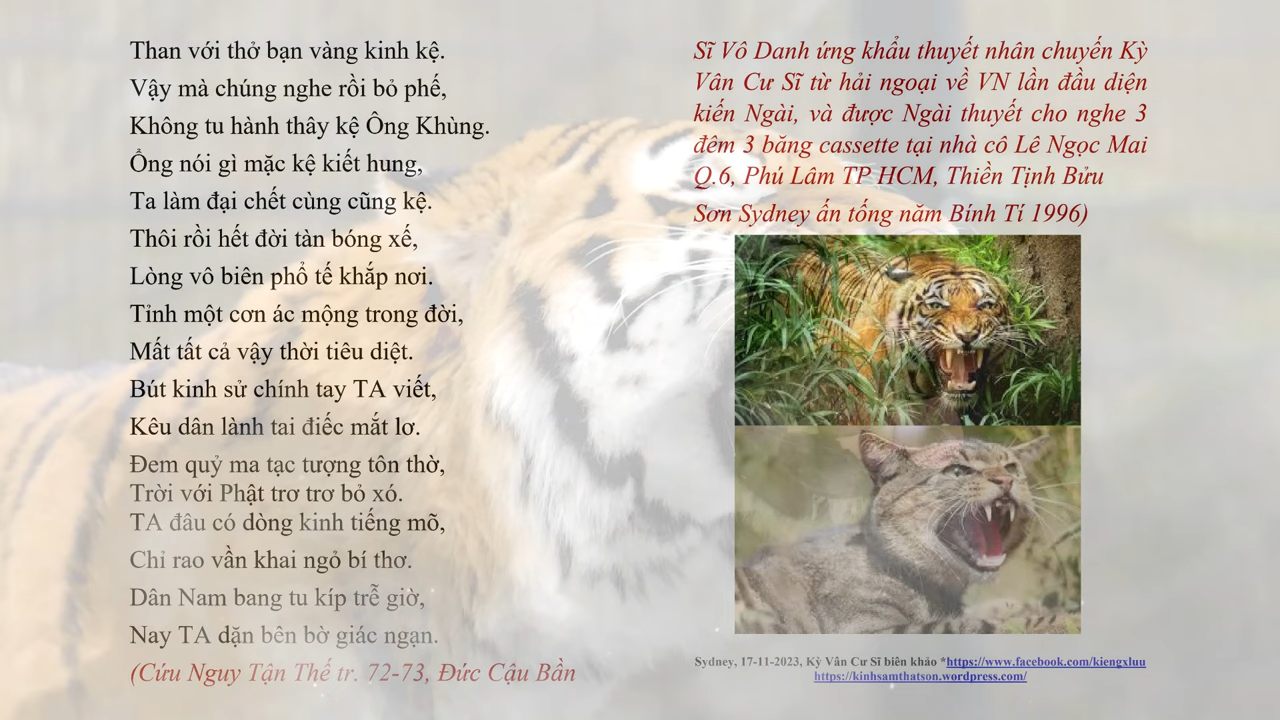 Than với thở bạn vàng kinh kệ.
Vậy mà chúng nghe rồi bỏ phế,
Không tu hành thây kệ Ông Khùng.
Ổng nói gì mặc kệ kiết hung,
Ta làm đại chết cùng cũng kệ.
Thôi rồi hết đời tàn bóng xế,
Lòng vô biên phổ tế khắp nơi.
Tỉnh một cơn ác mộng trong đời,
Mất tất cả vậy thời tiêu diệt.
Bút kinh sử chính tay TA viết,
Kêu dân lành tai điếc mắt lơ.
Đem quỷ ma tạc tượng tôn thờ,
Trời với Phật trơ trơ bỏ xó.
TA đâu có dòng kinh tiếng mõ,
Chỉ rao vần khai ngỏ bí thơ.
Dân Nam bang tu kíp trễ giờ,
Nay TA dặn bên bờ giác ngạn.
(Cứu Nguy Tận Thế tr. 72-73, Đức Cậu Bần
Sĩ Vô Danh ứng khẩu thuyết nhân chuyến Kỳ
Vân Cư Sĩ từ hải ngoại về VN lần đầu diện
kiến Ngài, và được Ngài thuyết cho nghe 3
đêm 3 băng cassette tại nhà cô Lê Ngọc Mai
Q.6, Phú Lâm TP HCM, Thiền Tịnh Bửu
Sơn Sydney ấn tống năm Bính Tí 1996)
Sydney, 17-11-2023, Kỳ Vân Cư Sĩ biên khảo *https://www.facebook.com/kiengxluu
https://kinhsamthatson.wordpress.com/